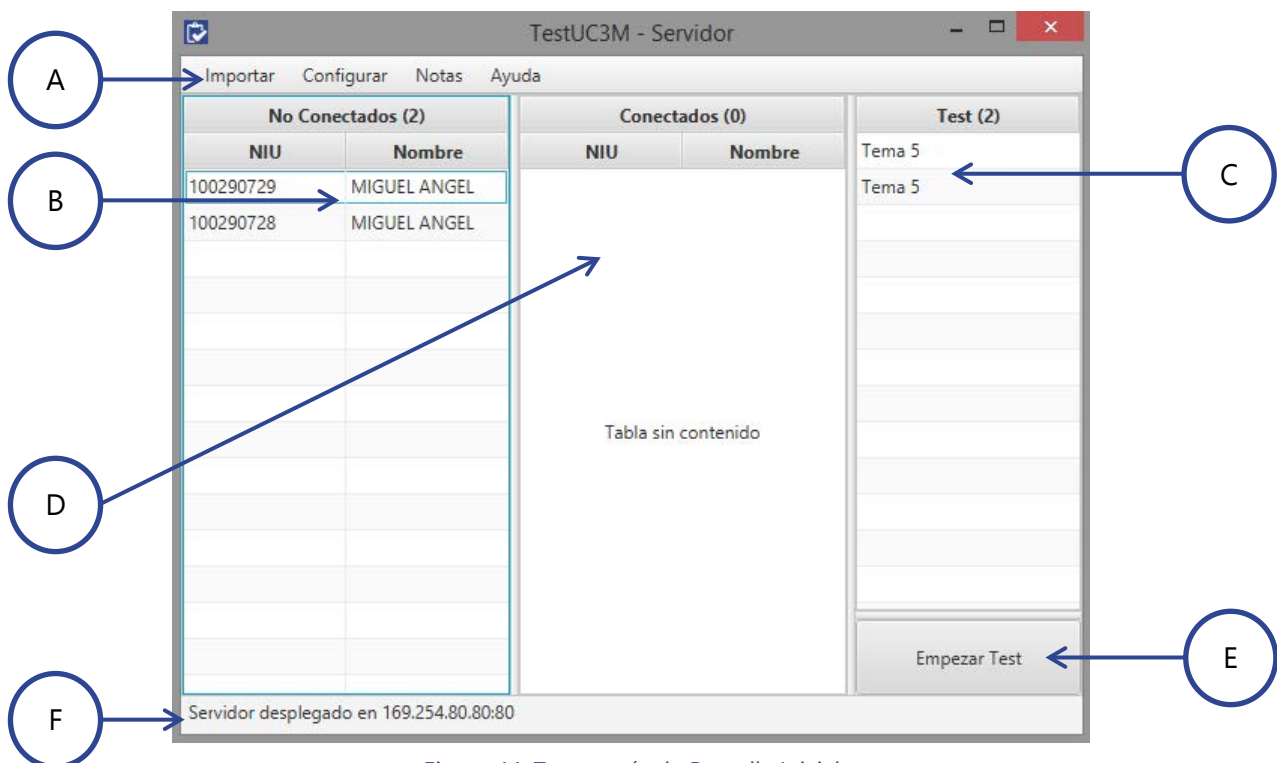 TestUC3M - Servidor
A
Importar Configurar Notas Ayuda
No Conectados (2) Conectados (0) Test (2)
NIU Nombre NIU Nombre
Tema 5
C
B
100290729 MIGUEL ANGEL
Tema 5
100290728 MIGUEL ANGEL
Tabla sin contenido
D
Empezar Test
E
F
Servidor desplegado en 169.254.80.80:80